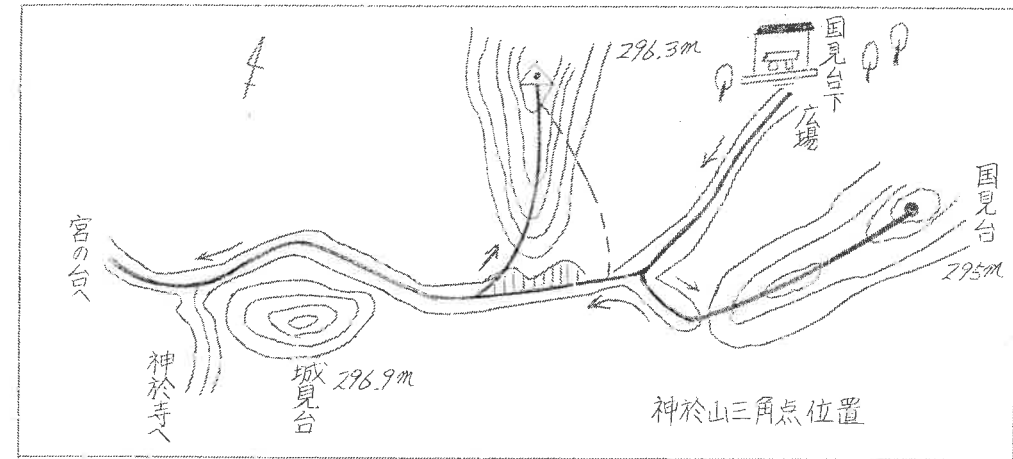 296.3m
国見台下
広場
国見台
295m
宮の台へ
神於寺へ
城見台
296.9m
神於山三角点位置